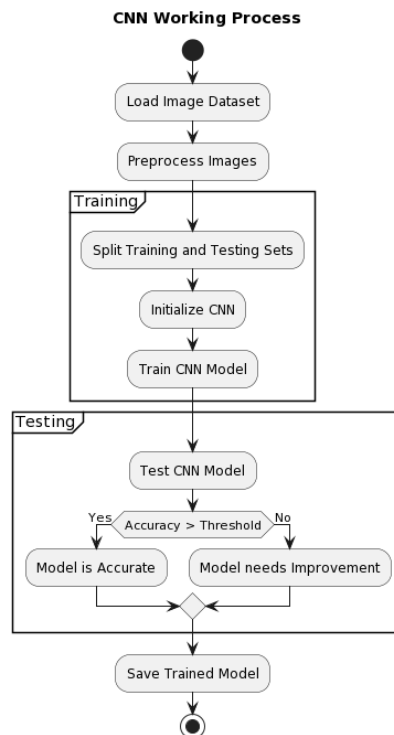 CNN Working Process
Load Image Dataset
Preprocess Images
Training
Split Training and Testing Sets
Initialize CNN
Train CNN Model
Testing
Test CNN Model
Yes
Accuracy > Threshold
No
Model is Accurate
Model needs Improvement
Save Trained Model